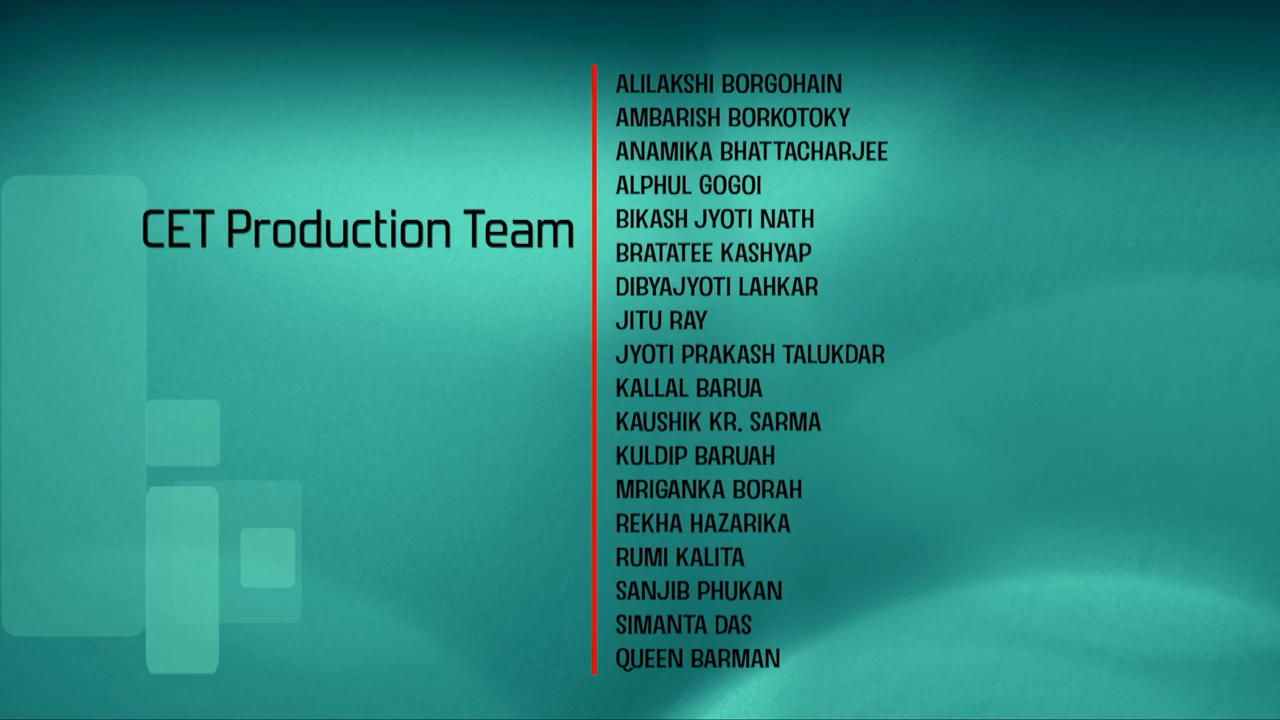 CET Production Team
ALILAKSHI BORGOHAIN
AMBARISH BORKOTOKY
ANAMIKA BHATTACHARJEE
ALPHUL GOGOI
BIKASH JYOTI NATH
BRATATEE KASHYAP
DIBYAJYOTI LAHKAR
JITU RAY
JYOTI PRAKASH TALUKDAR
KALLAL BARUA
KAUSHIK KR. SARMA
KULDIP BARUAH
MRIGANKA BORAH
REKHA HAZARIKA
RUMI KALITA
SANJIB PHUKAN
SIMANTA DAS
QUEEN BARMAN